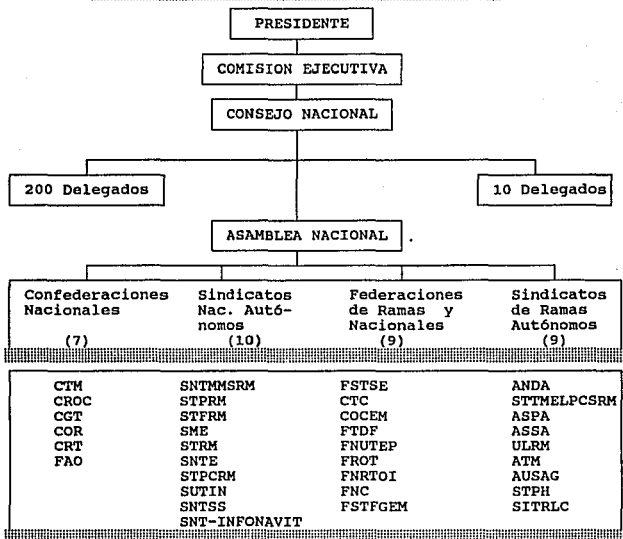 PRESIDENTE
COMISION EJECUTIVA
CONSEJO NACIONAL
200 Delegados
10 Delegados
ASAMBLEA NACIONAL
Confederaciones
Nacionales
(7)
Sindicatos
Nac. Autó-
nomos
(10)
Federaciones
de Ramas y
Nacionales
(9)
Sindicatos
de Ramas
Autónomos
(9)
CTM
CROC
CGT
COR
CRT
FAO
SNTMMSRM
STPRM
STFRM
SME
STRM
SNTE
STPCRM
SUTIN
SNTSS
SNT-INFONAVIT
FSTSE
CTC
COCEM
FTDF
FNUTEP
FROT
FNRTOI
FNC
FSTFGEM
ANDA
STTMELPCSRM
ASPA
ASSA
ULRM
ATM
AUSAG
STPH
SITRLC